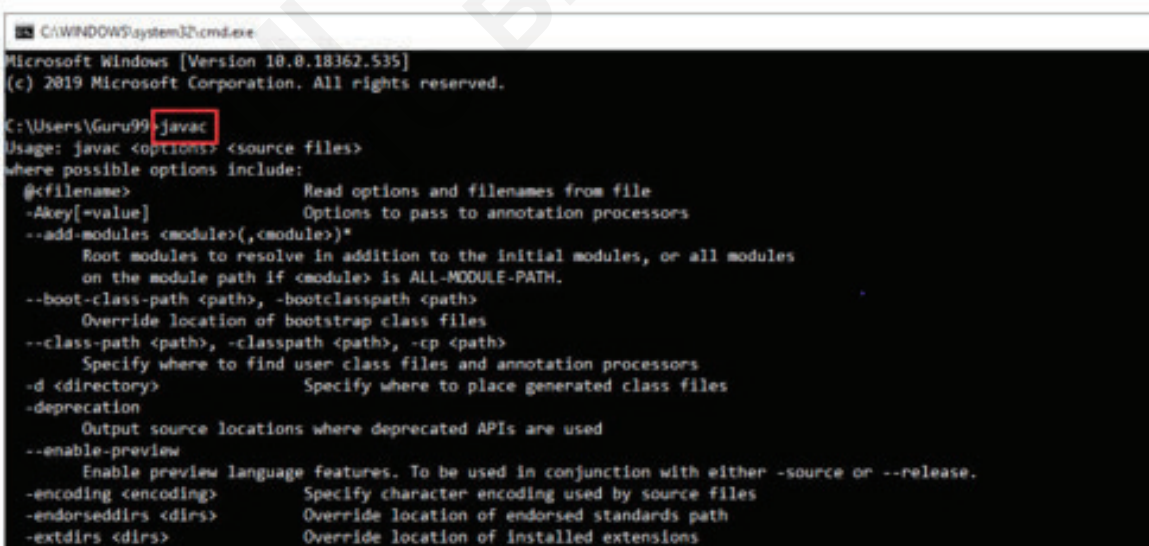 C:\WINDOWS\system32\cmd.exe
Microsoft Windows [Version 10.0.18362.535]
(c) 2019 Microsoft Corporation. All rights reserved.
C:\Users\Guru99>javac
Usage: javac <options> <source files>
where possible options include:
@<filename> Read options and filenames from file
-Akey[=value] Options to pass to annotation processors
--add-modules <module>(,<module>)*
Root modules to resolve in addition to the initial modules, or all modules
on the module path if <module> is ALL-MODULE-PATH.
--boot-class-path <path>, -bootclasspath <path>
Override location of bootstrap class files
--class-path <path>, -classpath <path>, -cp <path>
Specify where to find user class files and annotation processors
-d <directory> Specify where to place generated class files
-deprecation
Output source locations where deprecated APIs are used
--enable-preview
Enable preview language features. To be used in conjunction with either -source or --release.
-encoding <encoding> Specify character encoding used by source files
-endorseddirs <dirs> Override location of endorsed standards path
-extdirs <dirs> Override location of installed extensions